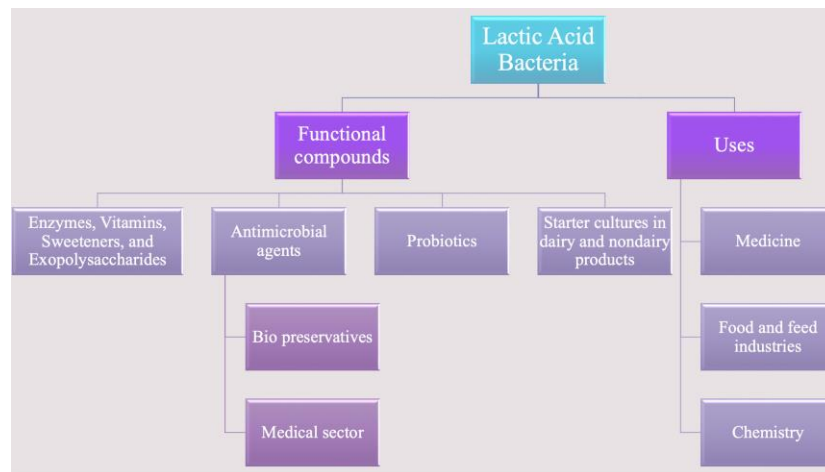 Lactic Acid
Bacteria
Functional
compounds
Uses
Enzymes, Vitamins,
Sweeteners, and
Exopolysaccharides
Antimicrobial
agents
Probiotics
Starter cultures in
dairy and nondairy
products
Medicine
Bio preservatives
Food and feed
industries
Medical sector
Chemistry